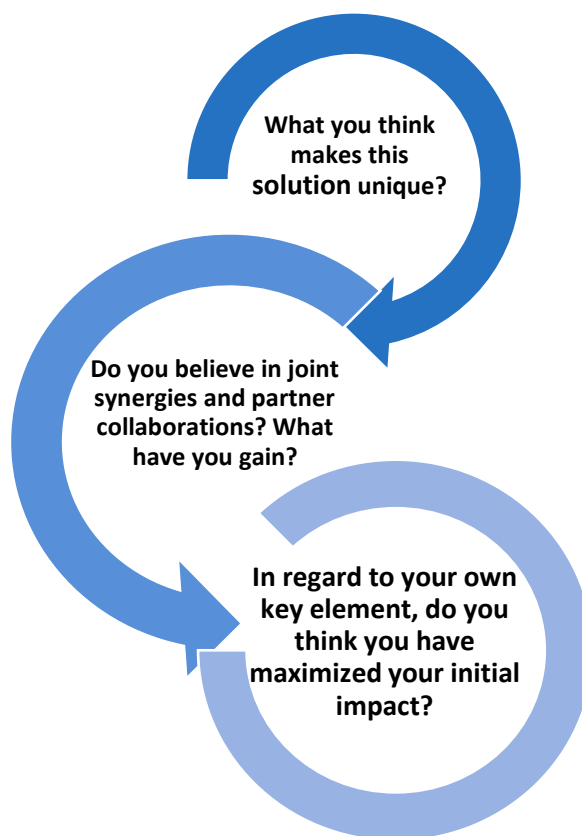 What you think
makes this
solution unique?
Do you believe in joint
synergies and partner
collaborations? What
have you gain?
In regard to your own
key element, do you
think you have
maximized your initial
impact?